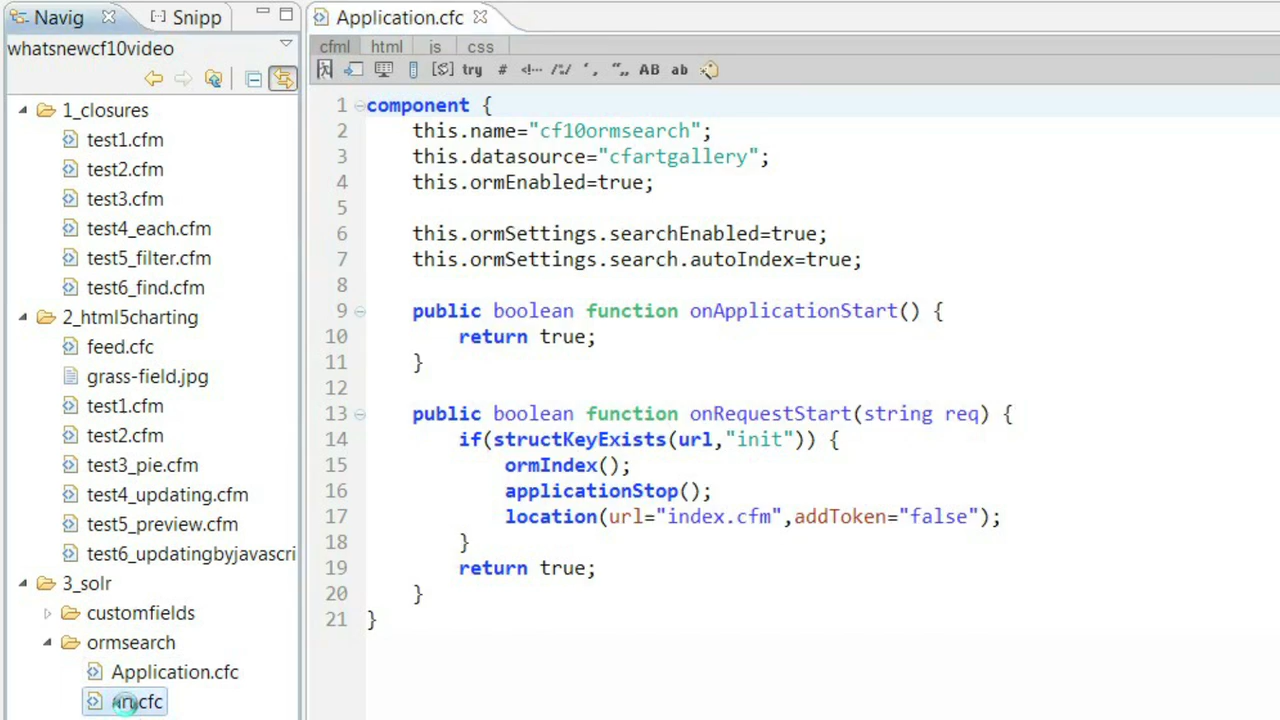 Navig
Snipp
Application.cfc
whatsnewcf10video
cfml html js css
[S] try # <!-- /*/ ‘, “„ AB ab
1_closures
test1.cfm
test2.cfm
test3.cfm
test4_each.cfm
test5_filter.cfm
test6_find.cfm
2_html5charting
feed.cfc
grass-field.jpg
test1.cfm
test2.cfm
test3_pie.cfm
test4_updating.cfm
test5_preview.cfm
test6_updatingbyjavascri
3_solr
customfields
ormsearch
Application.cfc
1 component {
2 this.name="cf10ormsearch";
3 this.datasource="cfartgallery";
4 this.ormEnabled=true;
5
6 this.ormSettings.searchEnabled=true;
7 this.ormSettings.search.autoIndex=true;
8
9 public boolean function onApplicationStart() {
10 return true;
11 }
12
13 public boolean function onRequestStart(string req) {
14 if(structKeyExists(url,"init")) {
15 ormIndex();
16 applicationStop();
17 location(url="index.cfm",addToken="false");
18 }
19 return true;
20 }
21 }